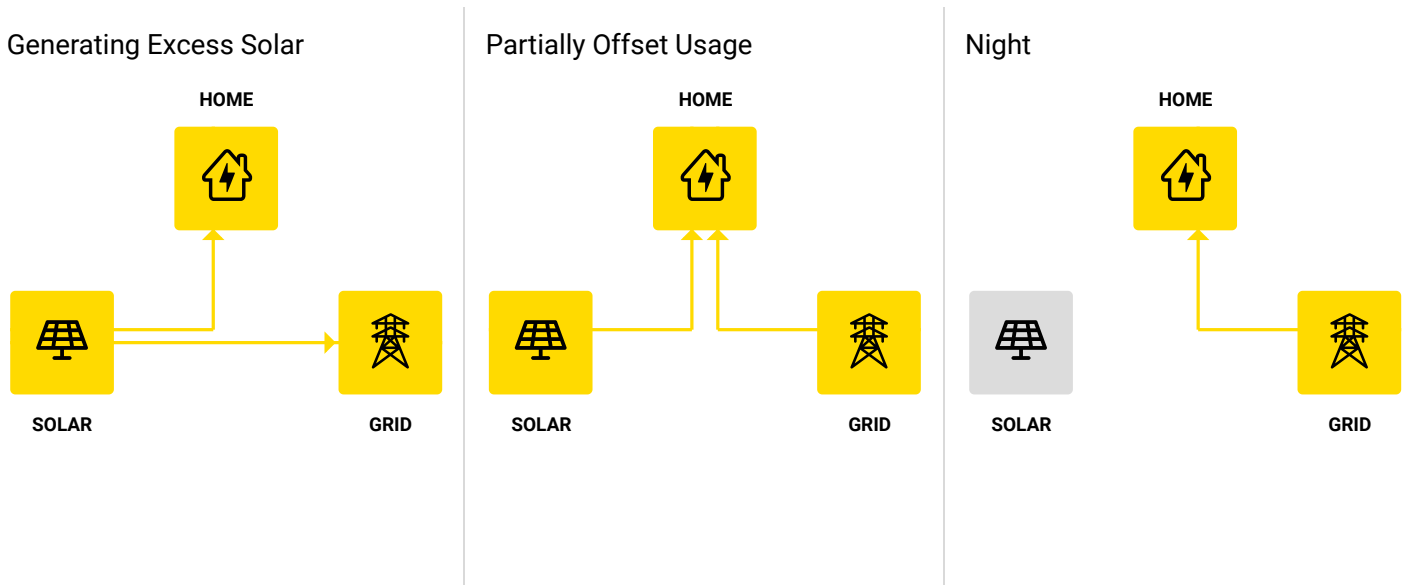 Generating Excess Solar
HOME
SOLAR
GRID
Partially Offset Usage
HOME
SOLAR
GRID
Night
HOME
SOLAR
GRID